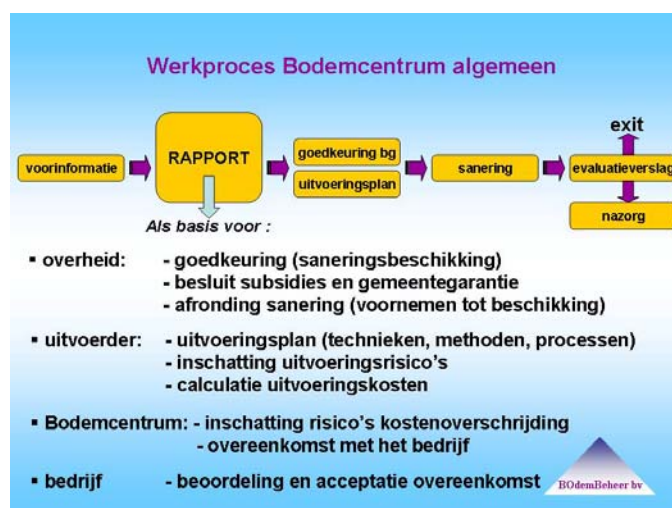 Werkproces Bodemcentrum algemeen
exit
voorinformatie
RAPPORT
goedkeuring bg
uitvoeringsplan
sanering
evaluatieverslag
nazorg
Als basis voor :
▪ overheid: - goedkeuring (saneringsbeschikking)
- besluit subsidies en gemeentegarantie
- afronding sanering (voornemen tot beschikking)
▪ uitvoerder: - uitvoeringsplan (technieken, methoden, processen)
- inschatting uitvoeringsrisico's
- calculatie uitvoeringskosten
▪ Bodemcentrum: - inschatting risico's kostenoverschrijding
- overeenkomst met het bedrijf
▪ bedrijf - beoordeling en acceptatie overeenkomst
BOdemBeheer bv